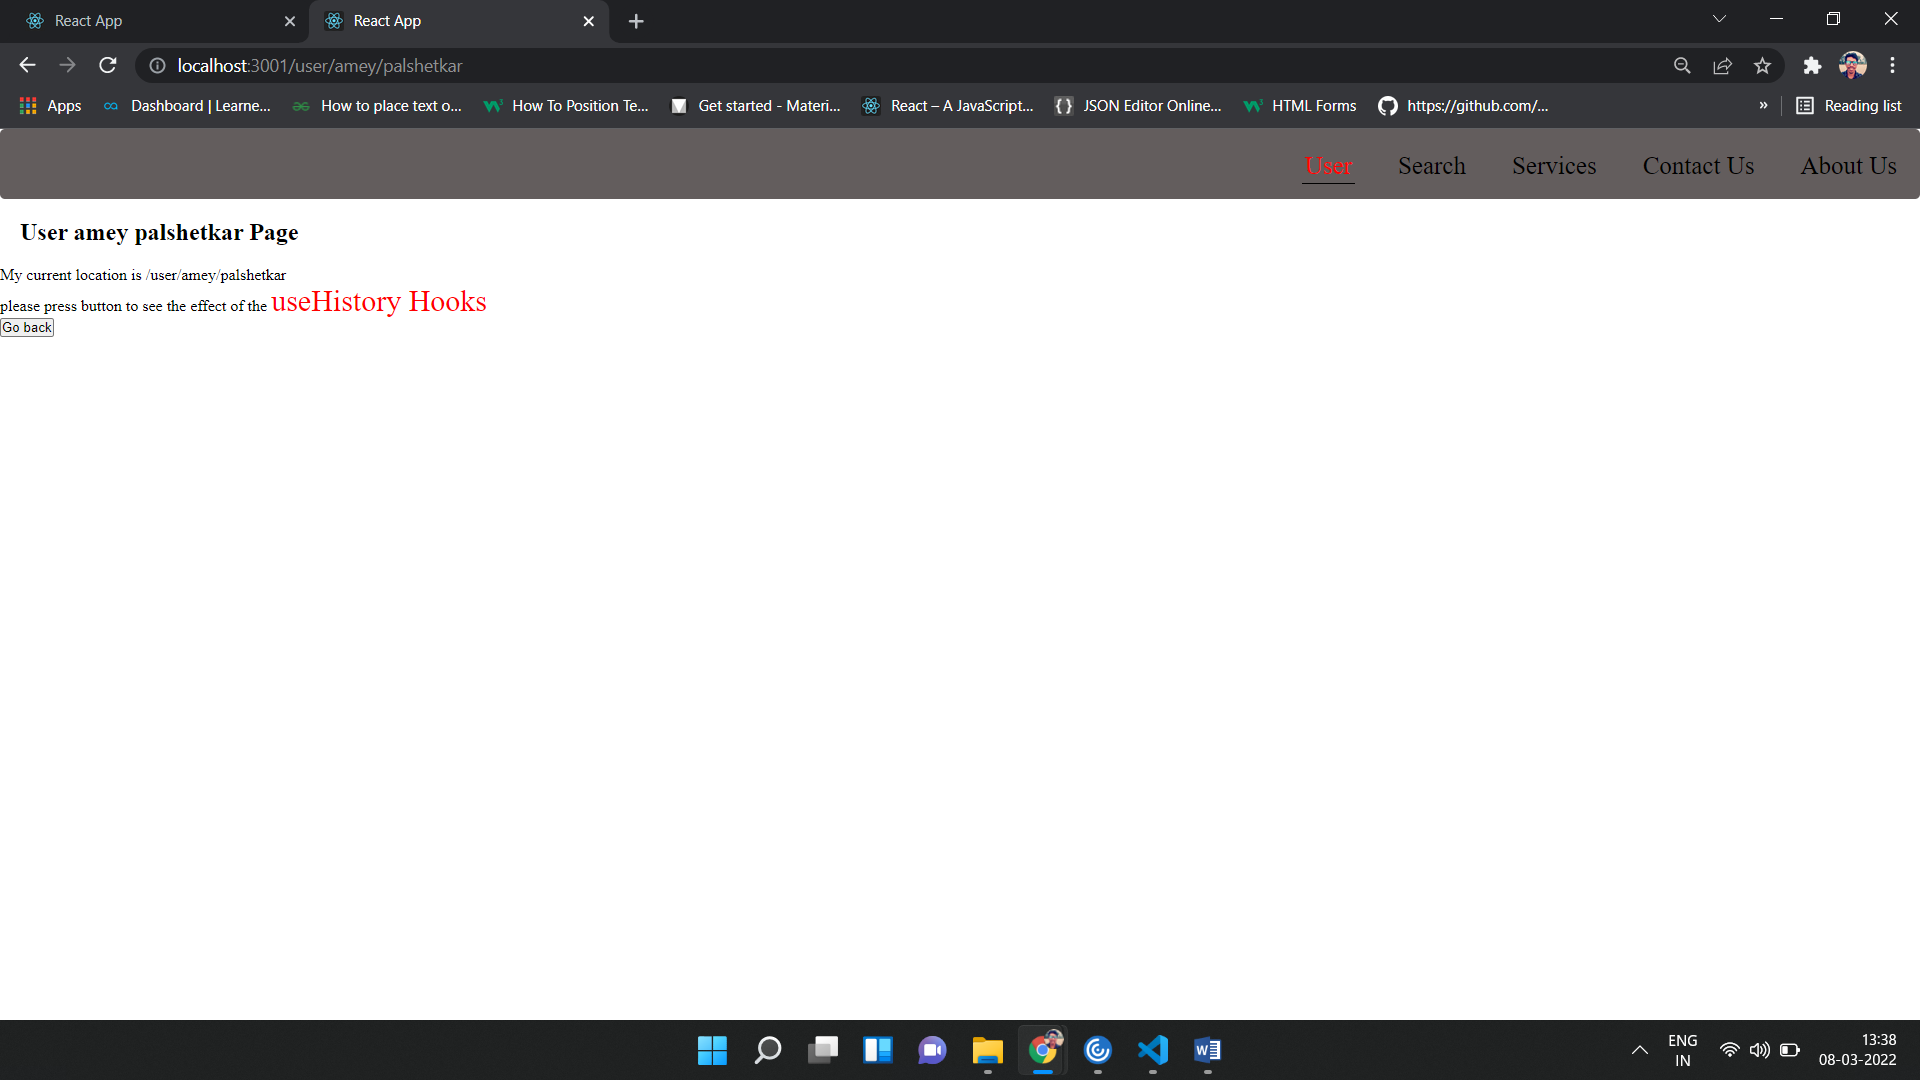 React App
React App
localhost:3001/user/amey/palshetkar
Apps
Dashboard | Learne...
How to place text o...
How To Position Te...
Get started - Materi...
React – A JavaScript...
JSON Editor Online...
HTML Forms
https://github.com/...
»
Reading list
User
Search
Services
Contact Us
About Us
User amey palshetkar Page
My current location is /user/amey/palshetkar
please press button to see the effect of the useHistory Hooks
Go back
ENG
IN
13:38
08-03-2022